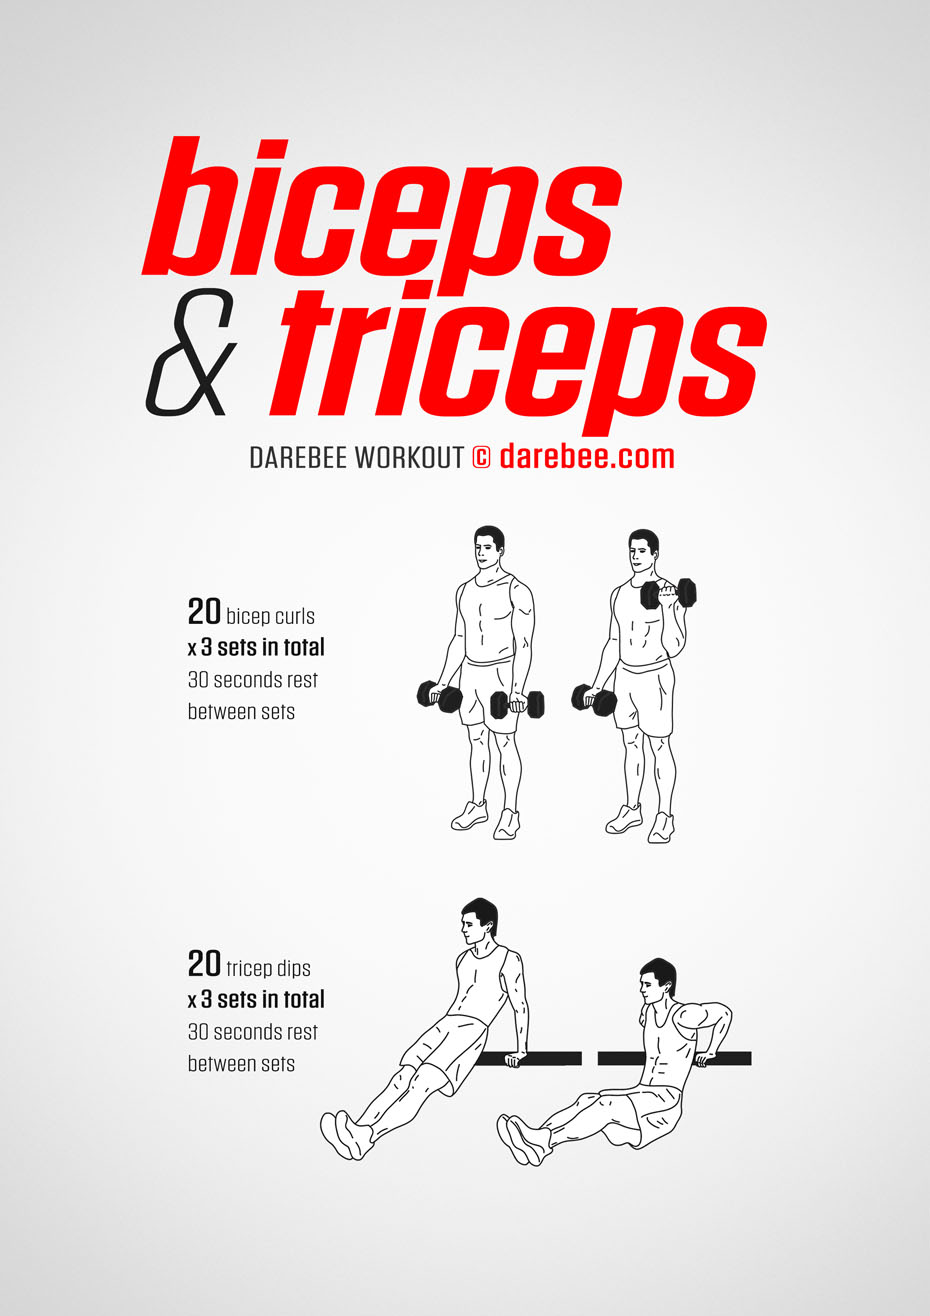 biceps
& triceps
DAREBEE WORKOUT © darebee.com
20 bicep curls
x 3 sets in total
30 seconds rest
between sets
20 tricep dips
x 3 sets in total
30 seconds rest
between sets